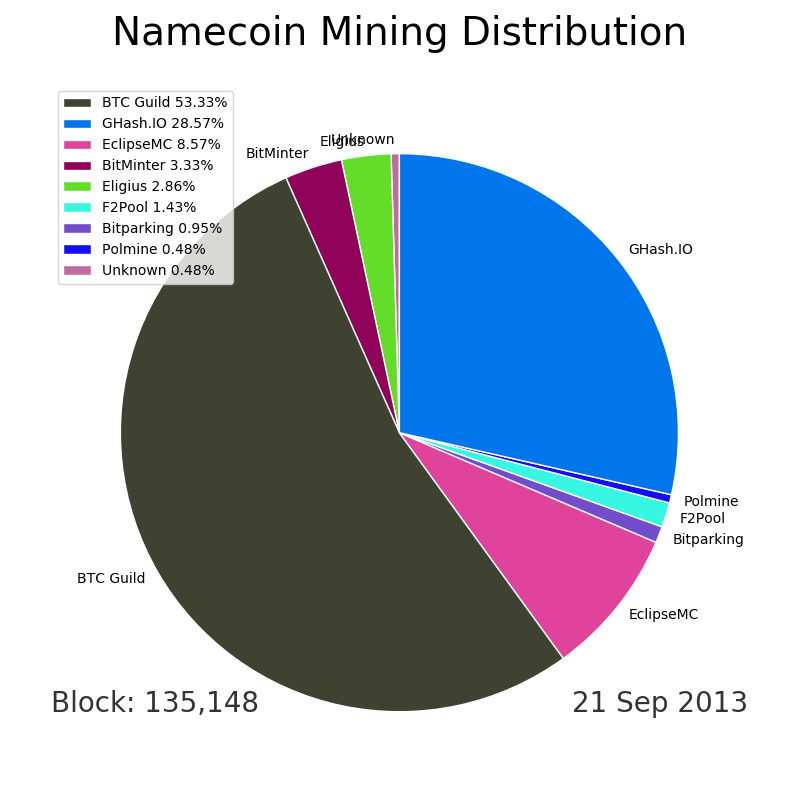 Namecoin Mining Distribution
BTC Guild 53.33%
GHash.IO 28.57%
EclipseMC 8.57%
BitMinter 3.33%
Eligius 2.86%
F2Pool 1.43%
Bitparking 0.95%
Polmine 0.48%
Unknown 0.48%
Unknown
Eligius
BitMinter
GHash.IO
Polmine
F2Pool
Bitparking
BTC Guild
EclipseMC
Block: 135,148
21 Sep 2013